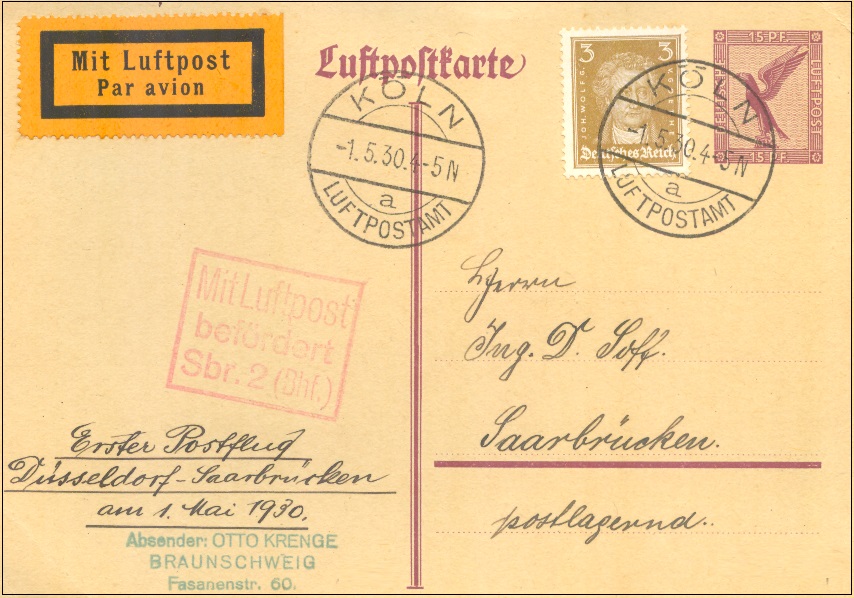 Mit Luftpost
Par avion
Luftpostkarte
3 3
JOH. WOLFG.
Deutsches Reich
15 PF.
LUFTPOST
15 PF.
KÖLN
-1.5.30.4-5N
a
LUFTPOSTAMT
KÖLN
-1.5.30.4-5N
a
LUFTPOSTAMT
Mit Luftpost
befördert
Sbr. 2 (Bhf.)
Herrn
Ing. D. Soff.
Saarbrücken.
postlagernd.
Erster Postflug
Düsseldorf-Saarbrücken
am 1. Mai 1930.
Absender: OTTO KRENGE
BRAUNSCHWEIG
Fasanenstr. 60.